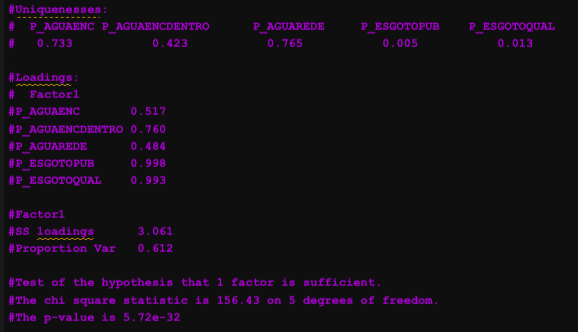 #Uniquenesses:
# P_AGUAENC P_AGUAENCDENTRO P_AGUAREDE P_ESGOTOPUB P_ESGOTOQUAL
# 0.733 0.423 0.765 0.005 0.013
#Loadings:
# Factor1
#P_AGUAENC 0.517
#P_AGUAENCDENTRO 0.760
#P_AGUAREDE 0.484
#P_ESGOTOPUB 0.998
#P_ESGOTOQUAL 0.993
#Factor1
#SS loadings 3.061
#Proportion Var 0.612
#Test of the hypothesis that 1 factor is sufficient.
#The chi square statistic is 156.43 on 5 degrees of freedom.
#The p-value is 5.72e-32